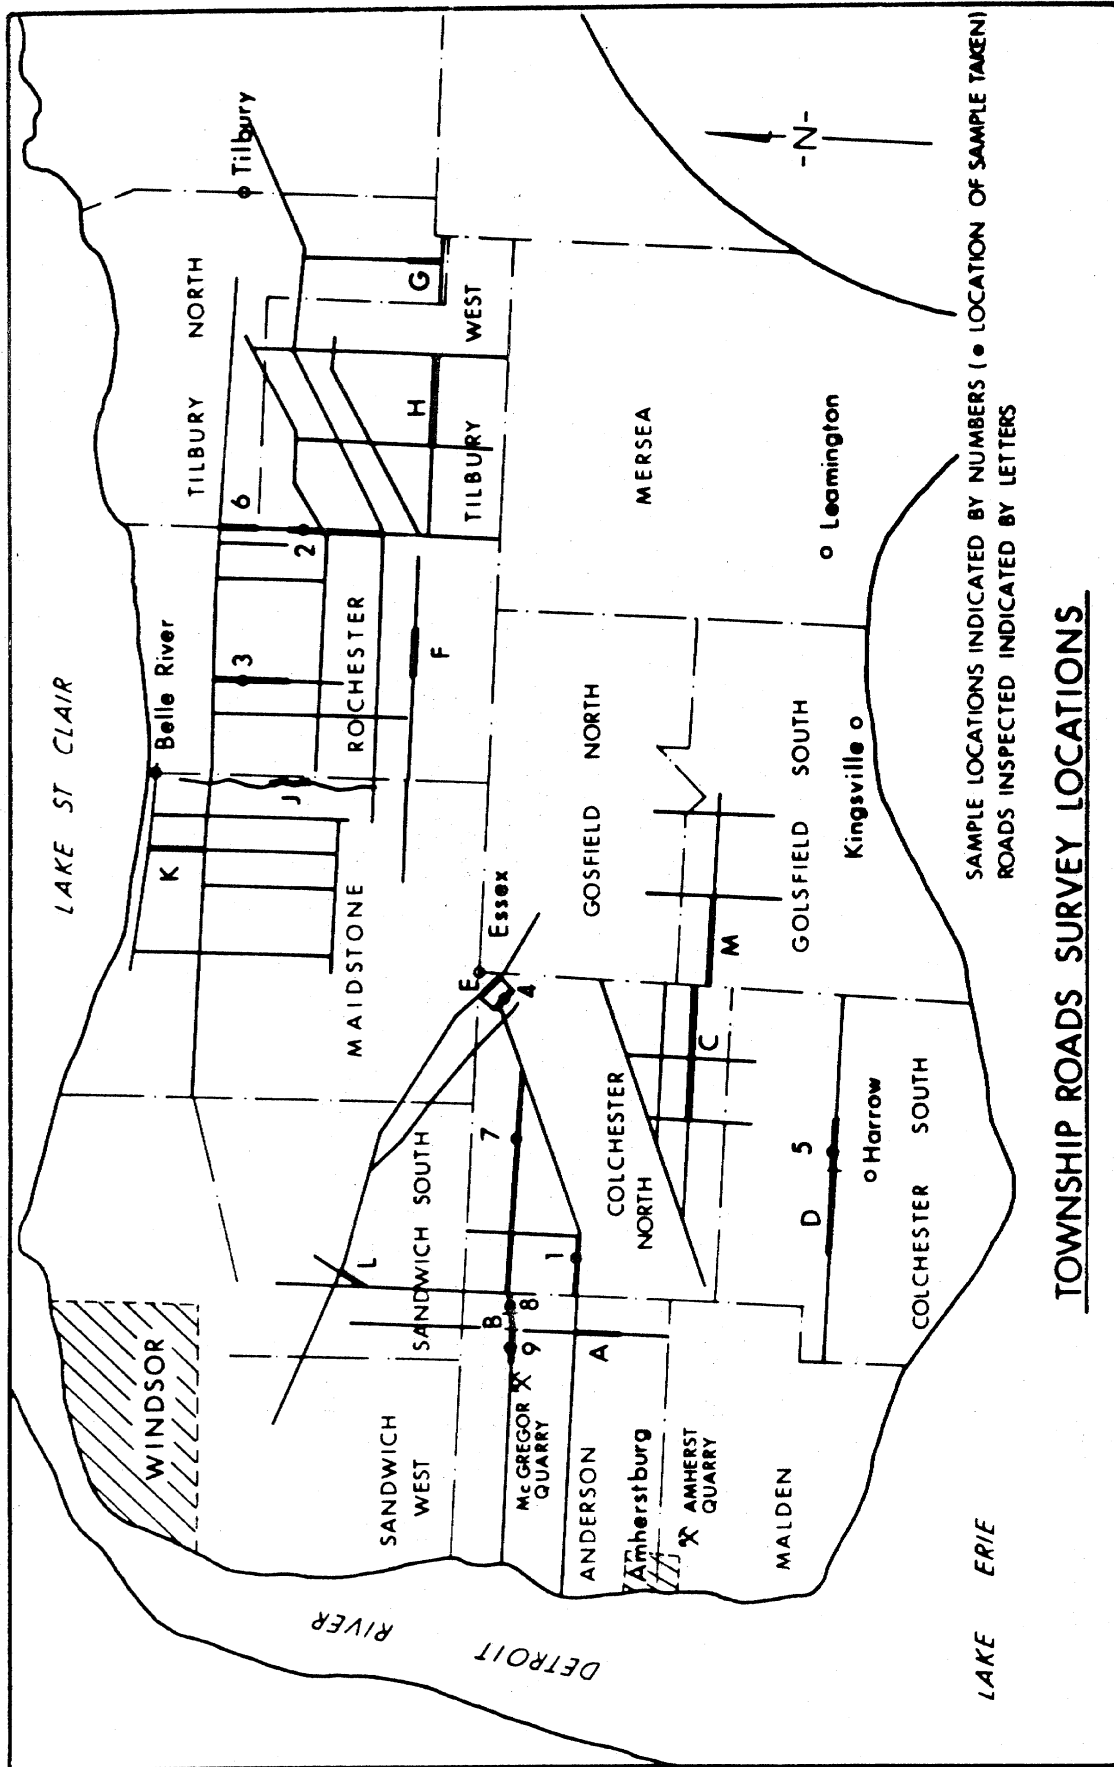 LAKE ST CLAIR
WINDSOR
Belle River
Tilbury
TILBURY NORTH
K
J
3
6
2
ROCHESTER
MAIDSTONE
F
H
G
TILBURY WEST
SANDWICH
WEST
SANDWICH SOUTH
L
E
Essex
4
7
B
8
9
1
A
Mc GREGOR
QUARRY
ANDERSON
Amherstburg
AMHERST
QUARRY
MALDEN
COLCHESTER
NORTH
C
M
GOSFIELD NORTH
GOLSFIELD SOUTH
MERSEA
Leamington
Kingsville
D
5
Harrow
COLCHESTER SOUTH
DETROIT
RIVER
LAKE ERIE
-N-
SAMPLE LOCATIONS INDICATED BY NUMBERS (● LOCATION OF SAMPLE TAKEN)
ROADS INSPECTED INDICATED BY LETTERS
TOWNSHIP ROADS SURVEY LOCATIONS